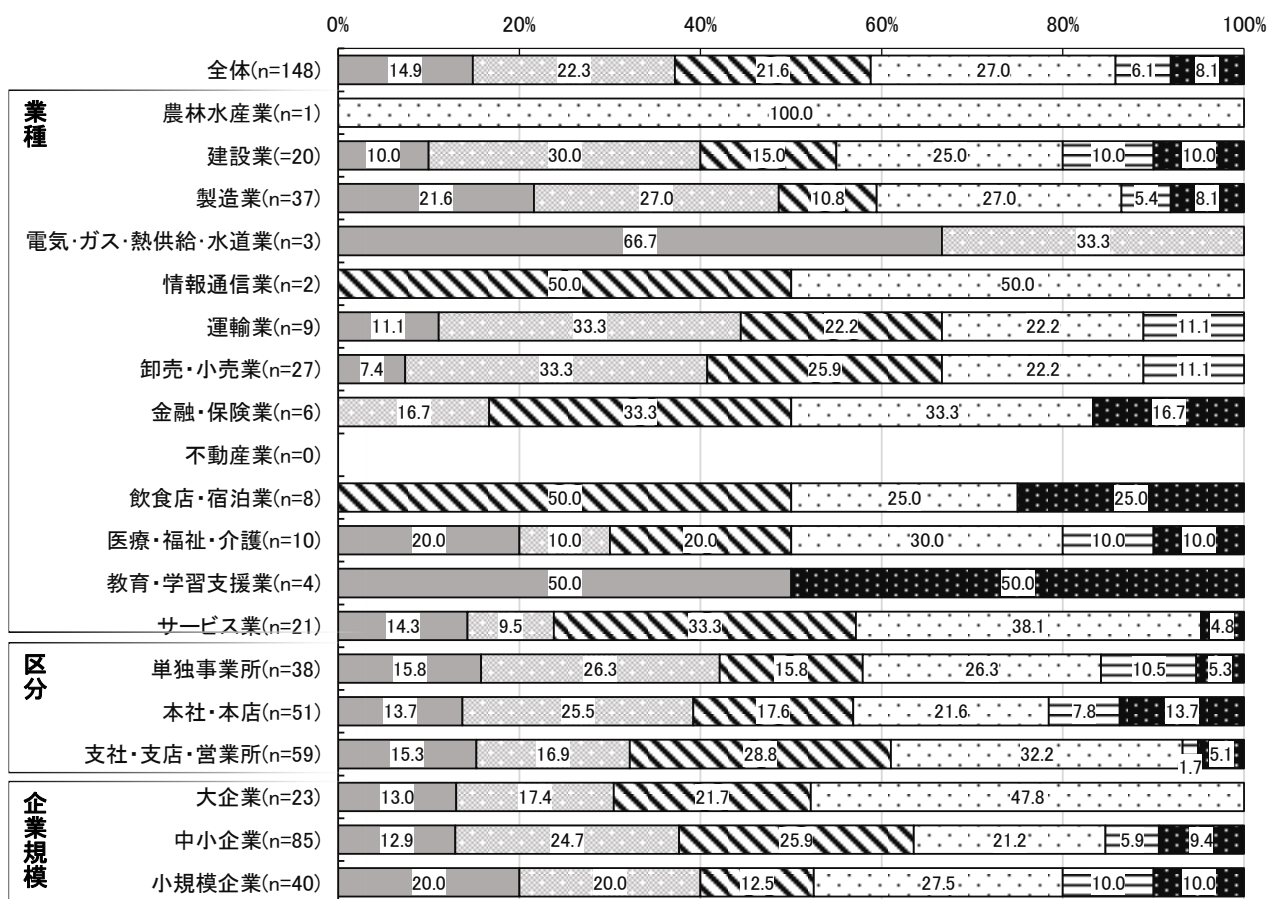 0% 20% 40% 60% 80% 100%
全体(n=148) 14.9 22.3 21.6 27.0 6.1 8.1
業種
農林水産業(n=1) 100.0
建設業(=20) 10.0 30.0 15.0 25.0 10.0 10.0
製造業(n=37) 21.6 27.0 10.8 27.0 5.4 8.1
電気・ガス・熱供給・水道業(n=3) 66.7 33.3
情報通信業(n=2) 50.0 50.0
運輸業(n=9) 11.1 33.3 22.2 22.2 11.1
卸売・小売業(n=27) 7.4 33.3 25.9 22.2 11.1
金融・保険業(n=6) 16.7 33.3 33.3 16.7
不動産業(n=0)
飲食店・宿泊業(n=8) 50.0 25.0 25.0
医療・福祉・介護(n=10) 20.0 10.0 20.0 30.0 10.0 10.0
教育・学習支援業(n=4) 50.0 50.0
サービス業(n=21) 14.3 9.5 33.3 38.1 4.8
区分
単独事業所(n=38) 15.8 26.3 15.8 26.3 10.5 5.3
本社・本店(n=51) 13.7 25.5 17.6 21.6 7.8 13.7
支社・支店・営業所(n=59) 15.3 16.9 28.8 32.2 1.7 5.1
企業規模
大企業(n=23) 13.0 17.4 21.7 47.8
中小企業(n=85) 12.9 24.7 25.9 21.2 5.9 9.4
小規模企業(n=40) 20.0 20.0 12.5 27.5 10.0 10.0